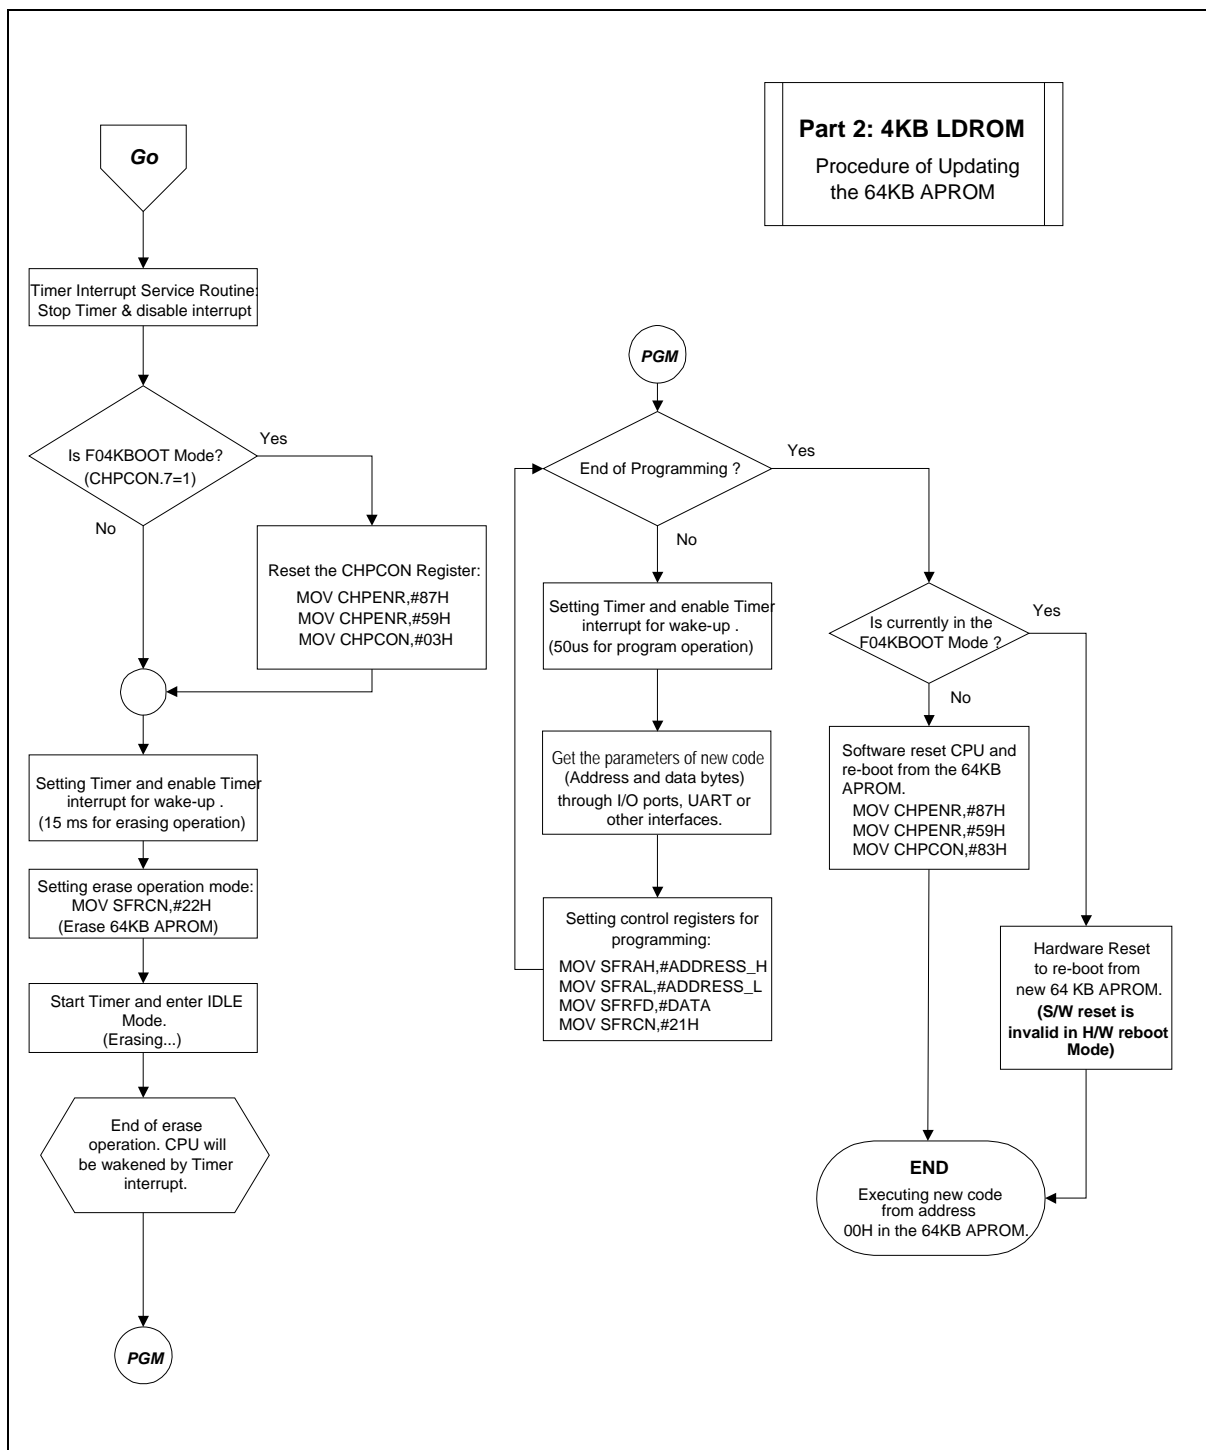 Part 2: 4KB LDROM
Procedure of Updating
the 64KB APROM
Go
Timer Interrupt Service Routine:
Stop Timer & disable interrupt
Is F04KBOOT Mode?
(CHPCON.7=1)
Yes
No
Reset the CHPCON Register:
MOV CHPENR,#87H
MOV CHPENR,#59H
MOV CHPCON,#03H
Setting Timer and enable Timer
interrupt for wake-up .
(15 ms for erasing operation)
Setting erase operation mode:
MOV SFRCN,#22H
(Erase 64KB APROM)
Start Timer and enter IDLE
Mode.
(Erasing...)
End of erase
operation. CPU will
be wakened by Timer
interrupt.
PGM
PGM
End of Programming ?
Yes
No
Setting Timer and enable Timer
interrupt for wake-up .
(50us for program operation)
Get the parameters of new code
(Address and data bytes)
through I/O ports, UART or
other interfaces.
Setting control registers for
programming:
MOV SFRAH,#ADDRESS_H
MOV SFRAL,#ADDRESS_L
MOV SFRFD,#DATA
MOV SFRCN,#21H
Is currently in the
F04KBOOT Mode ?
Yes
No
Software reset CPU and
re-boot from the 64KB
APROM.
MOV CHPENR,#87H
MOV CHPENR,#59H
MOV CHPCON,#83H
Hardware Reset
to re-boot from
new 64 KB APROM.
(S/W reset is
invalid in H/W reboot
Mode)
END
Executing new code
from address
00H in the 64KB APROM.